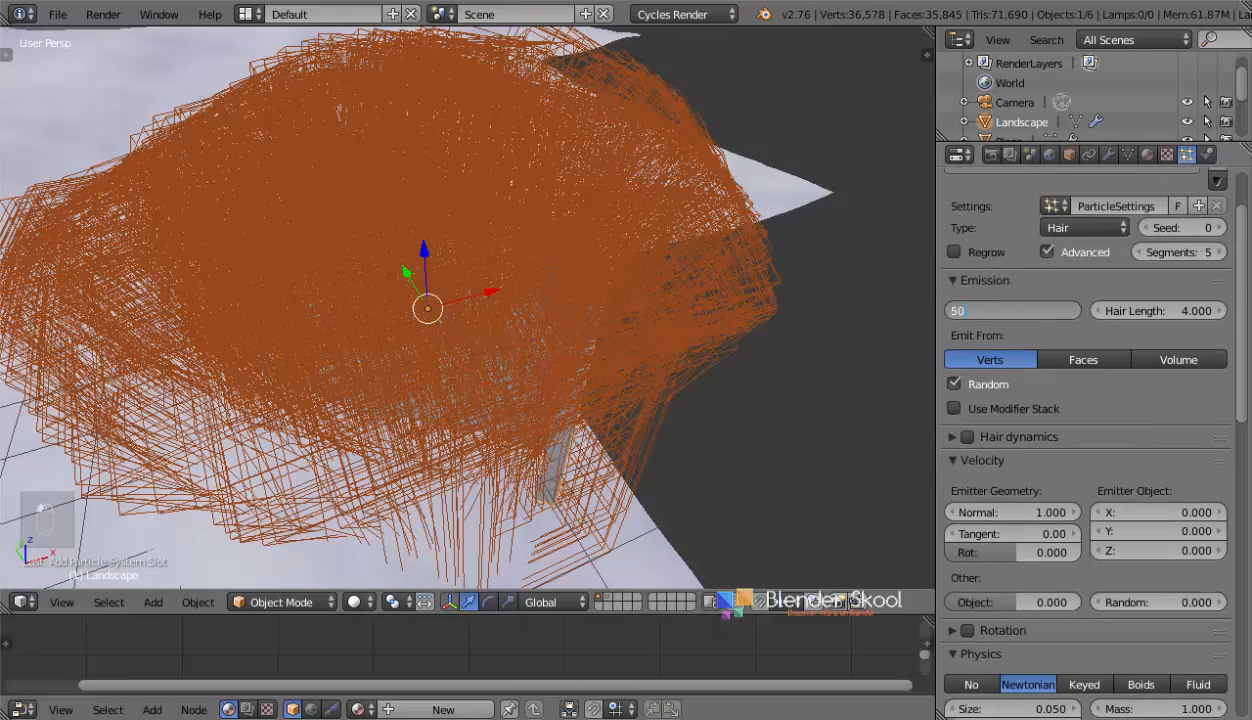 File Render Window Help Default Scene Cycles Render v2.76 | Verts:36,578 | Faces:35,845 | Tris:71,690 | Objects:1/6 | Lamps:0/0 | Mem:61.87M | La
User Persp
View Search All Scenes
RenderLayers
World
Camera
Landscape
Settings: ParticleSettings F
Type: Hair Seed: 0
Regrow Advanced Segments: 5
Emission
50 Hair Length: 4.000
Emit From:
Verts Faces Volume
Random
Use Modifier Stack
Hair dynamics
Velocity
Emitter Geometry: Emitter Object:
Normal: 1.000 X: 0.000
Tangent: 0.00 Y: 0.000
Rot: 0.000 Z: 0.000
Other:
Object: 0.000 Random: 0.000
Rotation
Physics
No Newtonian Keyed Boids Fluid
Size: 0.050 Mass: 1.000
z
x
Add Particle System Slot
(1) Landscape
View Select Add Object Object Mode Global
Blender Skool
View Select Add Node New